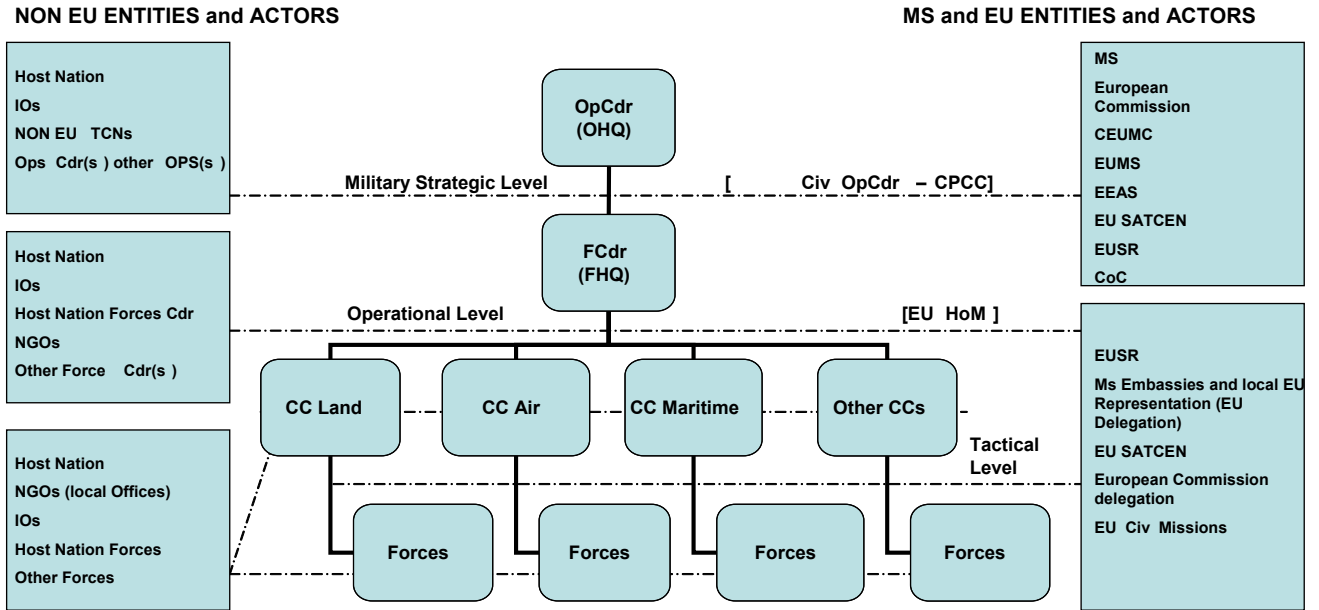 NON EU ENTITIES and ACTORS
MS and EU ENTITIES and ACTORS
Host Nation
IOs
NON EU TCNs
Ops Cdr(s ) other OPS(s )
OpCdr
(OHQ)
MS
European
Commission
CEUMC
EUMS
EEAS
EU SATCEN
EUSR
CoC
Military Strategic Level
[ Civ OpCdr – CPCC]
Host Nation
IOs
Host Nation Forces Cdr
NGOs
Other Force Cdr(s )
FCdr
(FHQ)
Operational Level
[EU HoM ]
CC Land
CC Air
CC Maritime
Other CCs
Tactical
Level
EUSR
Ms Embassies and local EU
Representation (EU
Delegation)
EU SATCEN
European Commission
delegation
EU Civ Missions
Host Nation
NGOs (local Offices)
IOs
Host Nation Forces
Other Forces
Forces
Forces
Forces
Forces